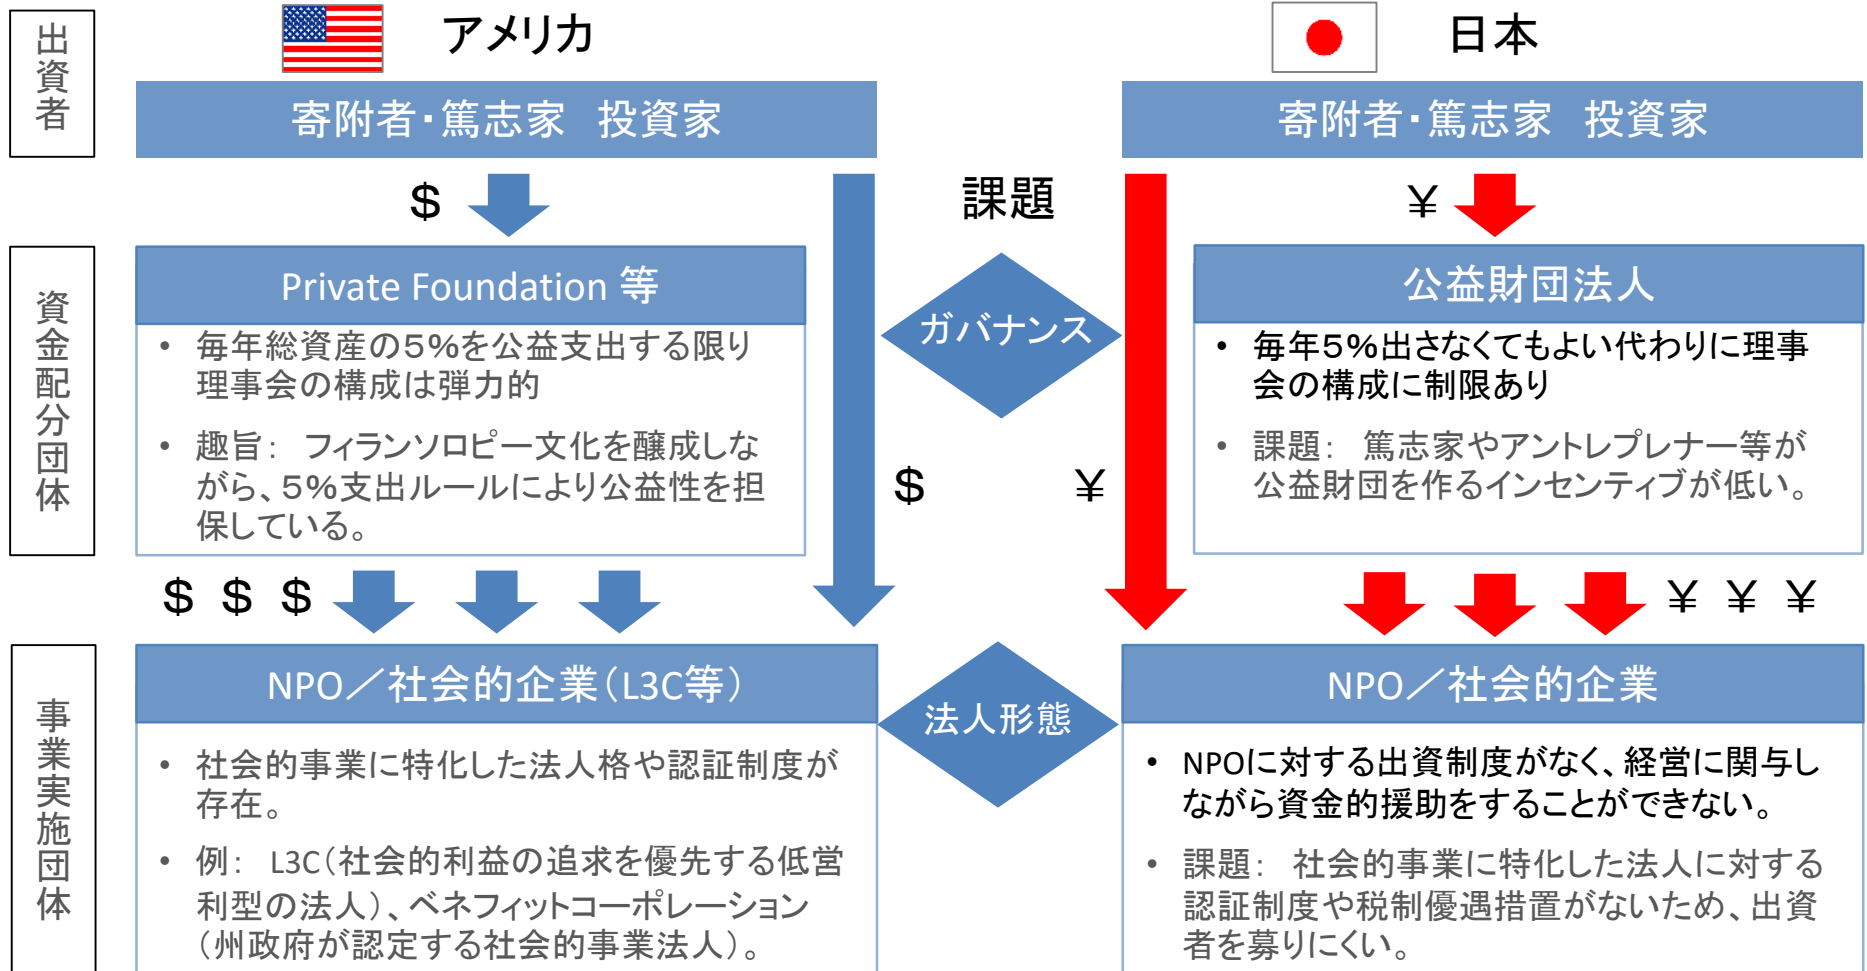 出資者
アメリカ
日本
寄附者・篤志家　投資家
寄附者・篤志家　投資家
＄
課題
￥
資金配分団体
Private Foundation 等
• 毎年総資産の５％を公益支出する限り
理事会の構成は弾力的
• 趣旨：　フィランソロピー文化を醸成しな
がら、５％支出ルールにより公益性を担
保している。
ガバナンス
＄
￥
公益財団法人
• 毎年５％出さなくてもよい代わりに理事
会の構成に制限あり
• 課題：　篤志家やアントレプレナー等が
公益財団を作るインセンティブが低い。
＄ ＄ ＄
￥ ￥ ￥
事業実施団体
NPO／社会的企業（L3C等）
• 社会的事業に特化した法人格や認証制度が
存在。
• 例：　L3C（社会的利益の追求を優先する低営
利型の法人）、ベネフィットコーポレーション
（州政府が認定する社会的事業法人）。
法人形態
NPO／社会的企業
• NPOに対する出資制度がなく、経営に関与し
ながら資金的援助をすることができない。
• 課題：　社会的事業に特化した法人に対する
認証制度や税制優遇措置がないため、出資
者を募りにくい。